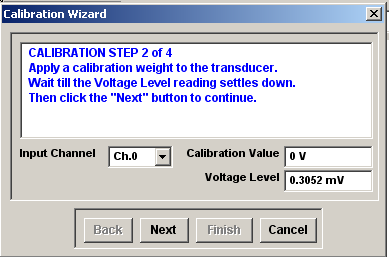 Calibration Wizard
CALIBRATION STEP 2 of 4
Apply a calibration weight to the transducer.
Wait till the Voltage Level reading settles down.
Then click the "Next" button to continue.
Input Channel Ch.0 Calibration Value 0 V
Voltage Level 0.3052 mV
Back Next Finish Cancel